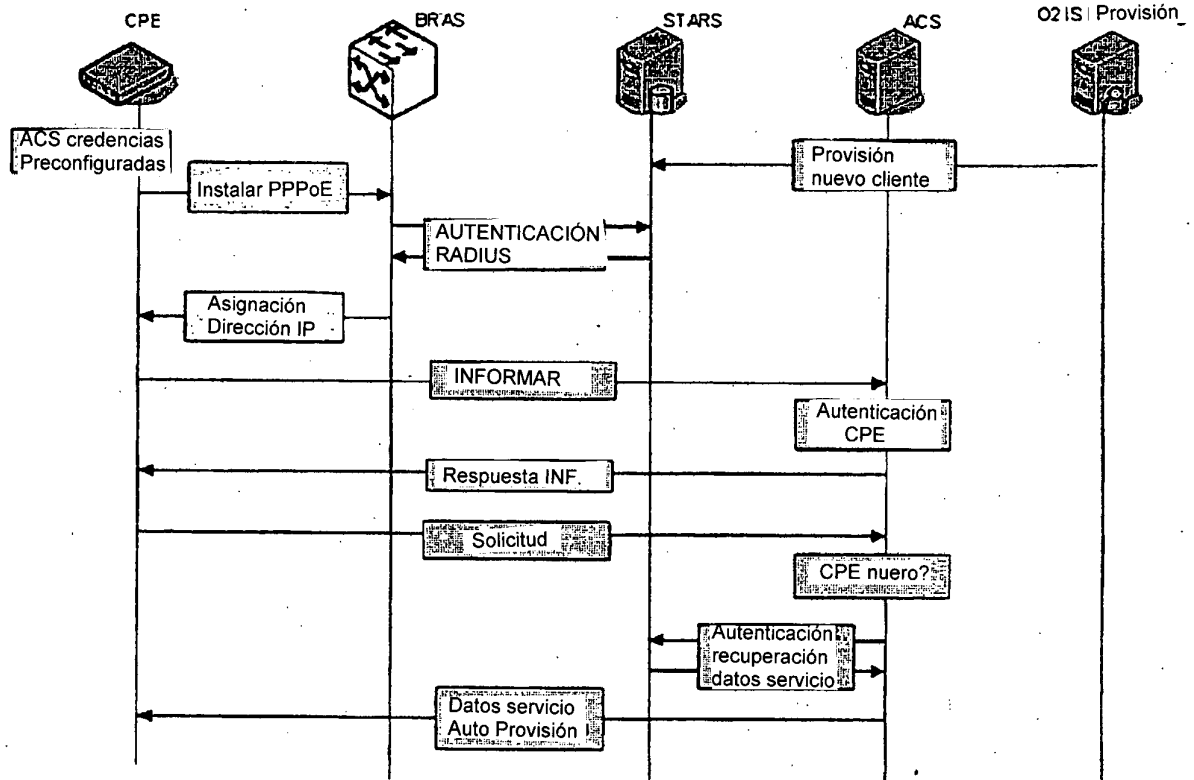 CPE
BRAS
STARS
ACS
O2 IS | Provisión
ACS credencias
Preconfiguradas
Provisión
nuevo cliente
Instalar PPPoE
AUTENTICACIÓN
RADIUS
Asignación
Dirección IP
INFORMAR
Autenticación
CPE
Respuesta INF.
Solicitud
CPE nuero?
Autenticación
recuperación
datos servicio
Datos servicio
Auto Provisión